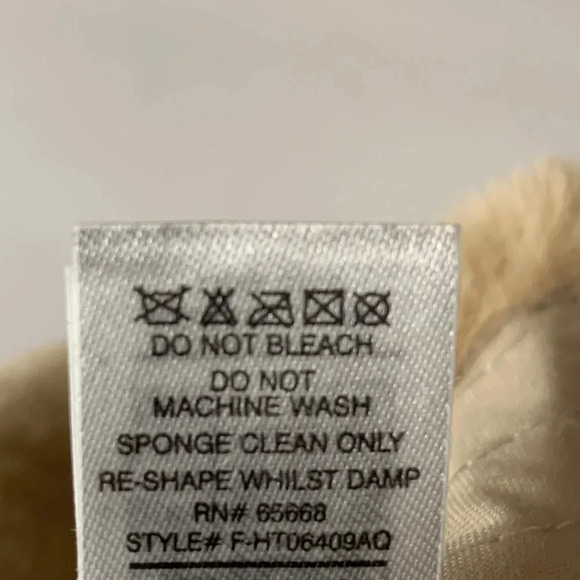 DO NOT BLEACH
DO NOT
MACHINE WASH
SPONGE CLEAN ONLY
RE-SHAPE WHILST DAMP
RN# 65668
STYLE# F-HT06409AQ